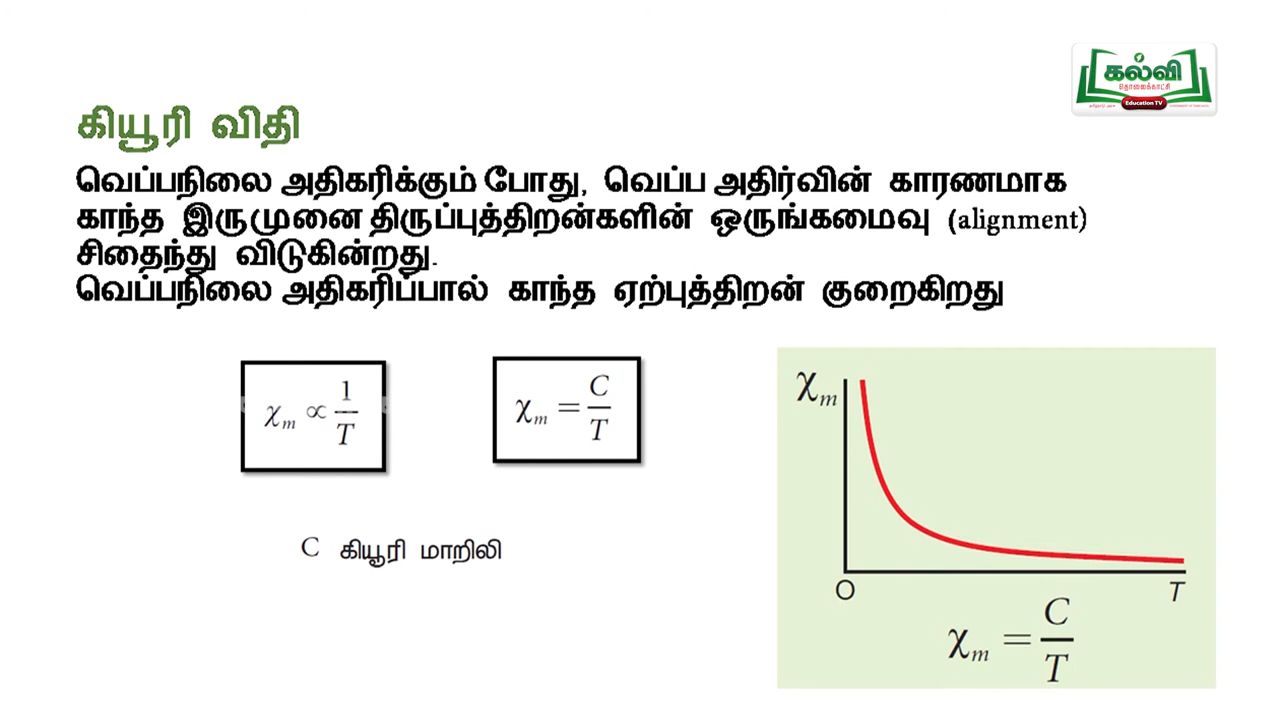 கல்வி
தொலைக்காட்சி
Education TV
கியூரி விதி
வெப்பநிலை அதிகரிக்கும் போது, வெப்ப அதிர்வின் காரணமாக
காந்த இருமுனை திருப்புத்திறன்களின் ஒருங்கமைவு (alignment)
சிதைந்து விடுகின்றது.
வெப்பநிலை அதிகரிப்பால் காந்த ஏற்புத்திறன் குறைகிறது
χₘ ∝ 1/T
χₘ = C/T
C கியூரி மாறிலி
χₘ
O T
χₘ = C/T